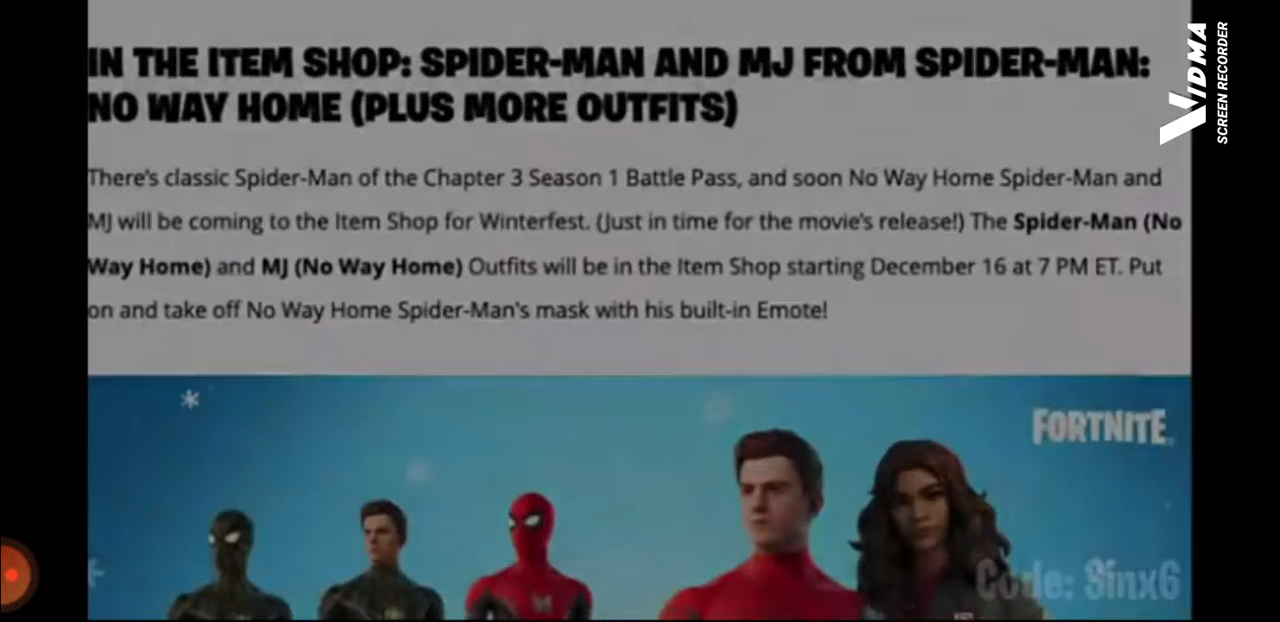 IN THE ITEM SHOP: SPIDER-MAN AND MJ FROM SPIDER-MAN:
NO WAY HOME (PLUS MORE OUTFITS)
There's classic Spider-Man of the Chapter 3 Season 1 Battle Pass, and soon No Way Home Spider-Man and
MJ will be coming to the Item Shop for Winterfest. (Just in time for the movie's release!) The Spider-Man (No
Way Home) and MJ (No Way Home) Outfits will be in the Item Shop starting December 16 at 7 PM ET. Put
on and take off No Way Home Spider-Man's mask with his built-in Emote!
FORTNITE
Code: Sinx6
VIDMA
SCREEN RECORDER